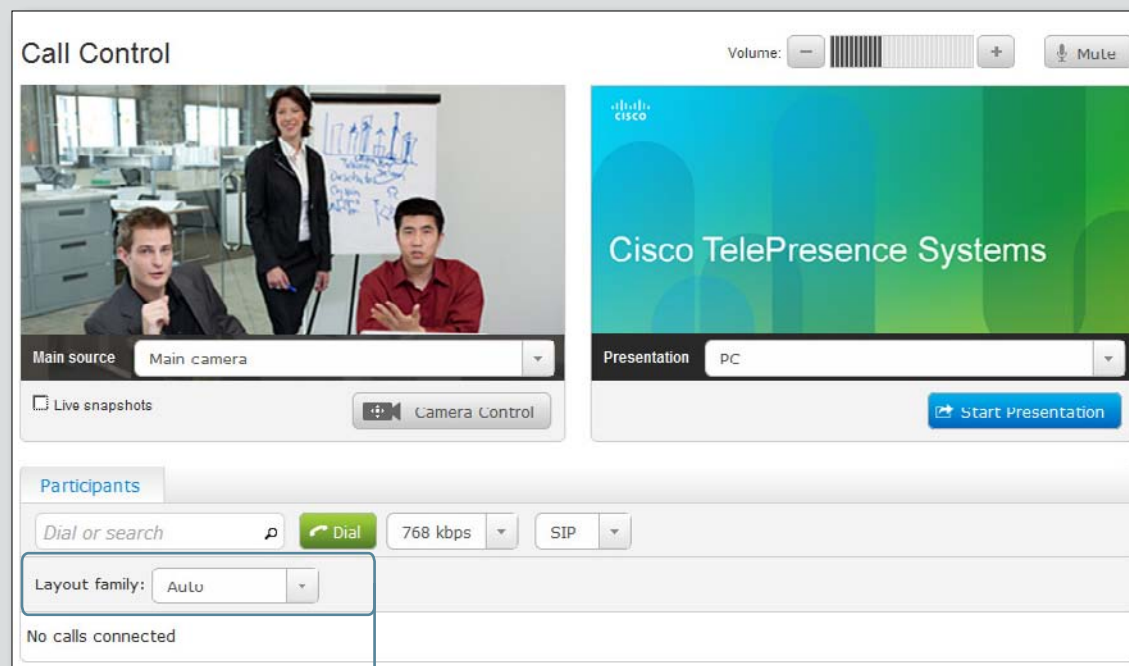 Call Control
Volume: − + Mute
cisco
Cisco TelePresence Systems
Main source Main camera
Presentation PC
Live snapshots Camera Control
Start Presentation
Participants
Dial or search Dial 768 kbps SIP
Layout family: Auto
No calls connected